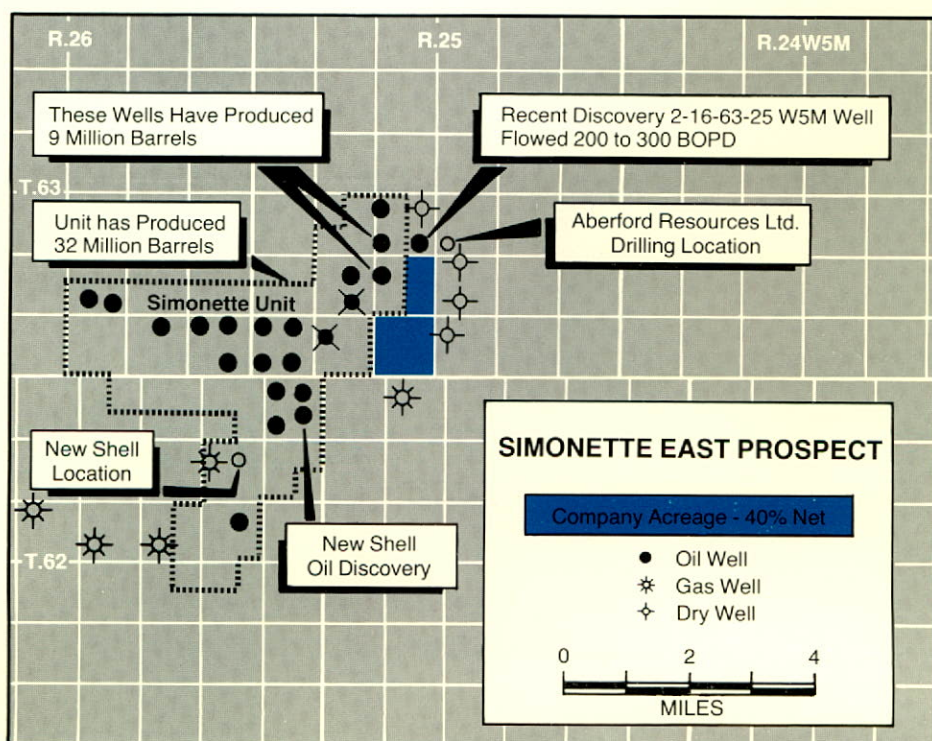 R.26
R.25
R.24W5M
These Wells Have Produced
9 Million Barrels
Recent Discovery 2-16-63-25 W5M Well
Flowed 200 to 300 BOPD
T.63
Unit has Produced
32 Million Barrels
Aberford Resources Ltd.
Drilling Location
Simonette Unit
New Shell
Location
New Shell
Oil Discovery
T.62
SIMONETTE EAST PROSPECT
Company Acreage - 40% Net
Oil Well
Gas Well
Dry Well
0 2 4
MILES